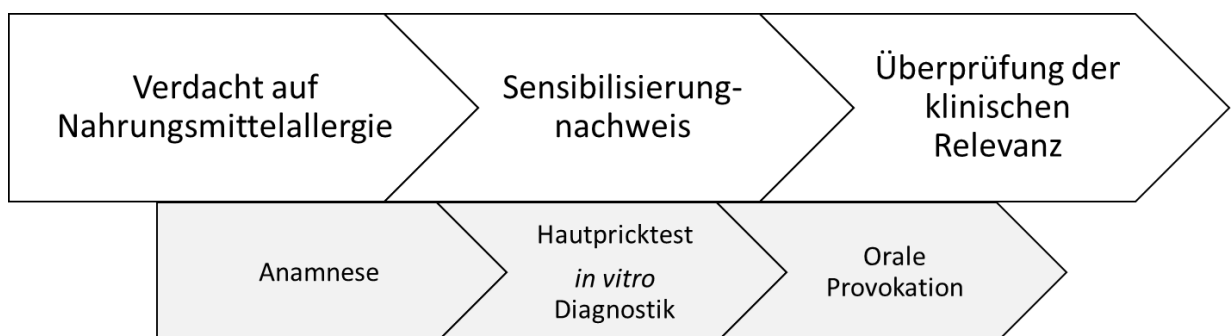 Verdacht auf
Nahrungsmittelallergie
Sensibilisierung-
nachweis
Überprüfung der
klinischen
Relevanz
Anamnese
Hautpricktest
in vitro
Diagnostik
Orale
Provokation